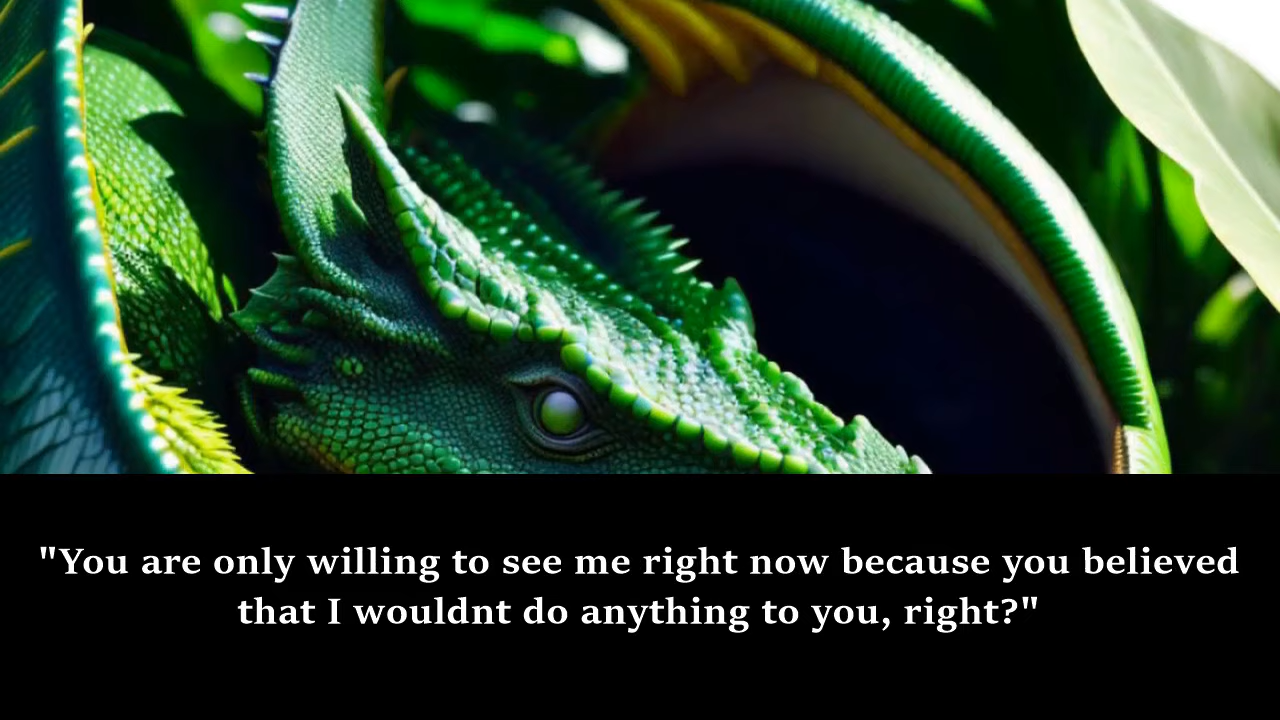 "You are only willing to see me right now because you believed
that I wouldnt do anything to you, right?"